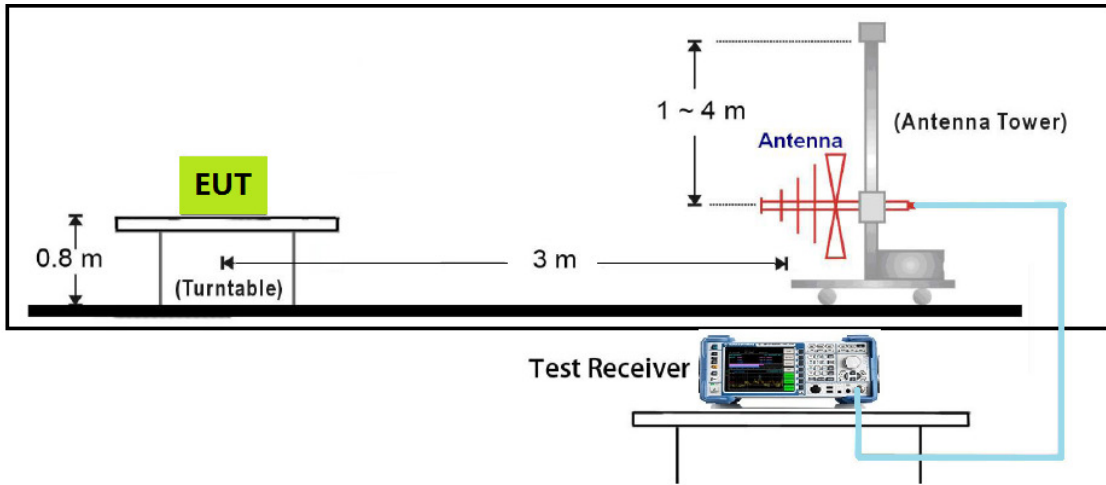 1 ~ 4 m
(Antenna Tower)
Antenna
EUT
0.8 m
(Turntable)
3 m
Test Receiver